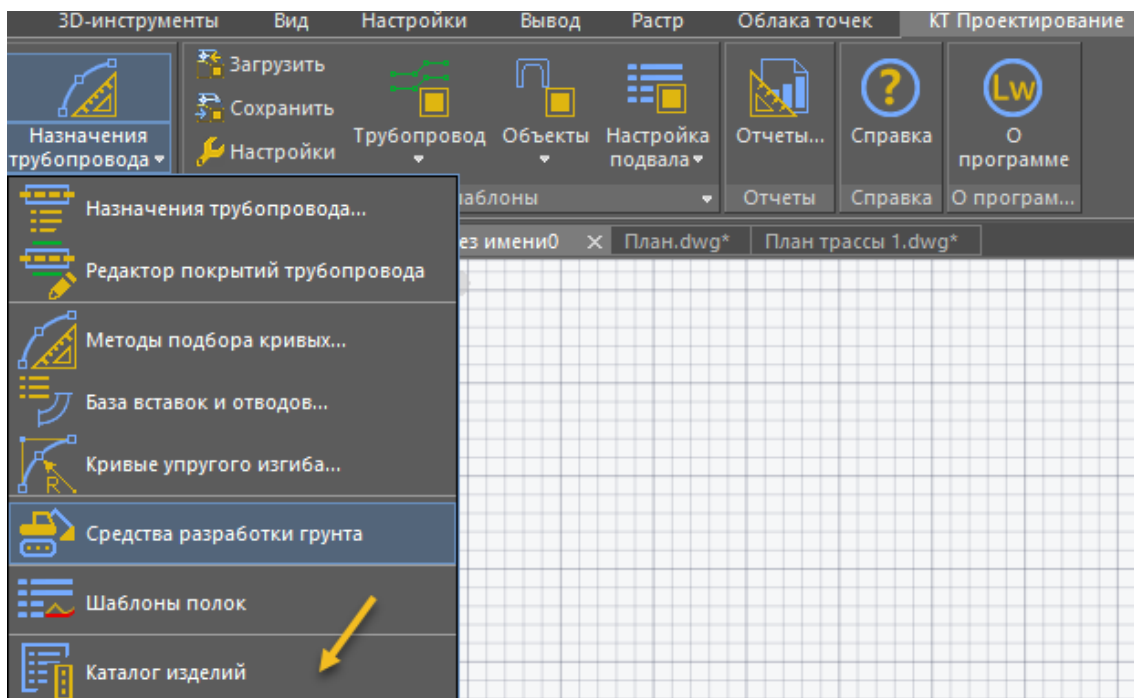 3D-инструменты Вид Настройки Вывод Растр Облака точек КТ Проектирование
Назначения трубопровода
Загрузить
Сохранить
Настройки
Трубопровод
Объекты
Настройка подвала
Отчеты...
Справка
Lw
О программе
Отчеты Справка О програм...
имени0 План.dwg* План трассы 1.dwg*
Назначения трубопровода...
Редактор покрытий трубопровода
Методы подбора кривых...
База вставок и отводов...
Кривые упругого изгиба...
R
Средства разработки грунта
Шаблоны полок
Каталог изделий